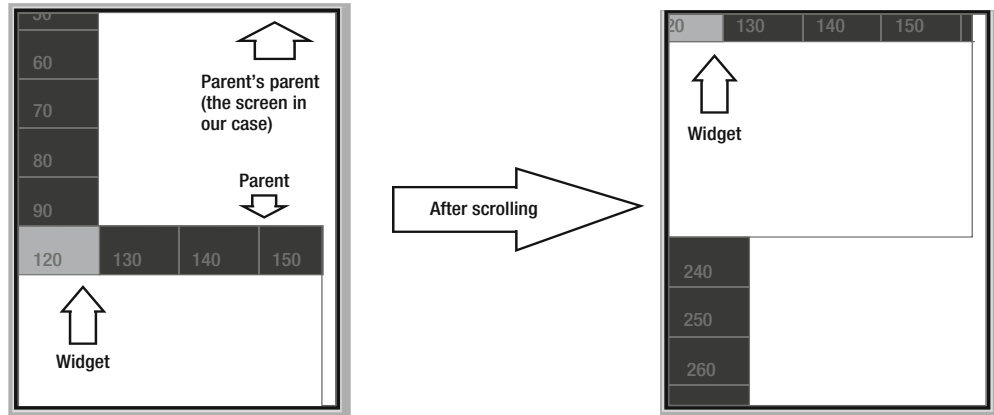 50
60
70
80
90
120 130 140 150
Parent's parent
(the screen in
our case)
Parent
Widget
After scrolling
20 130 140 150
Widget
240
250
260